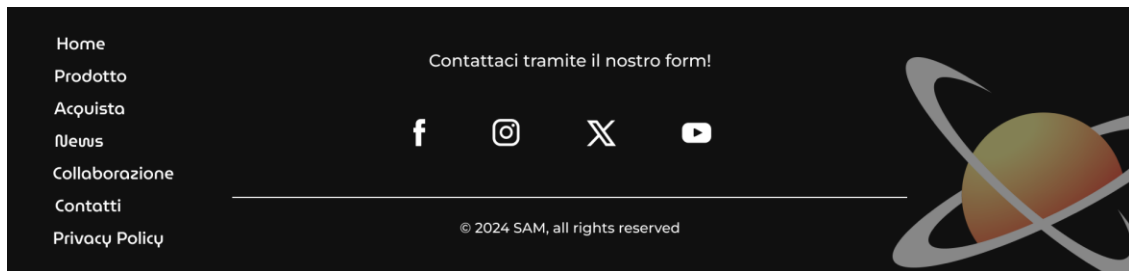 Home
Prodotto
Acquista
News
Collaborazione
Contatti
Privacy Policy
Contattaci tramite il nostro form!
© 2024 SAM, all rights reserved